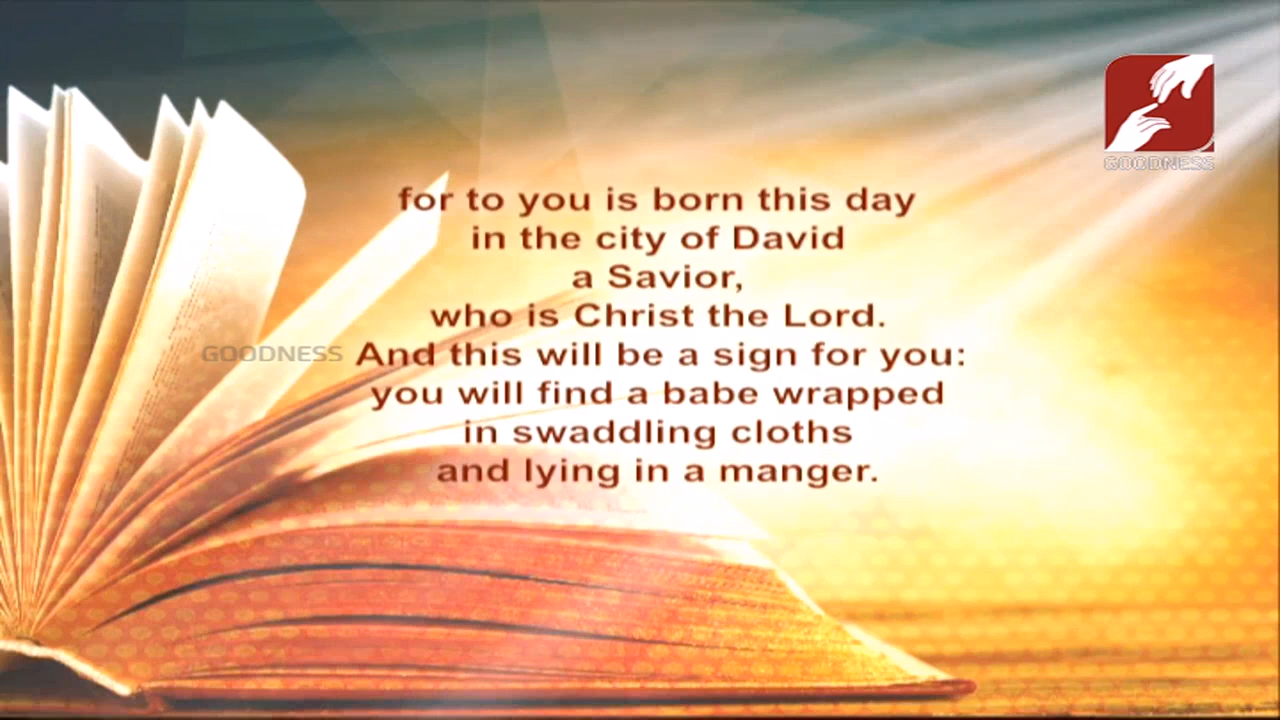 GOODNESS
for to you is born this day
in the city of David
a Savior,
who is Christ the Lord.
GOODNESS
And this will be a sign for you:
you will find a babe wrapped
in swaddling cloths
and lying in a manger.